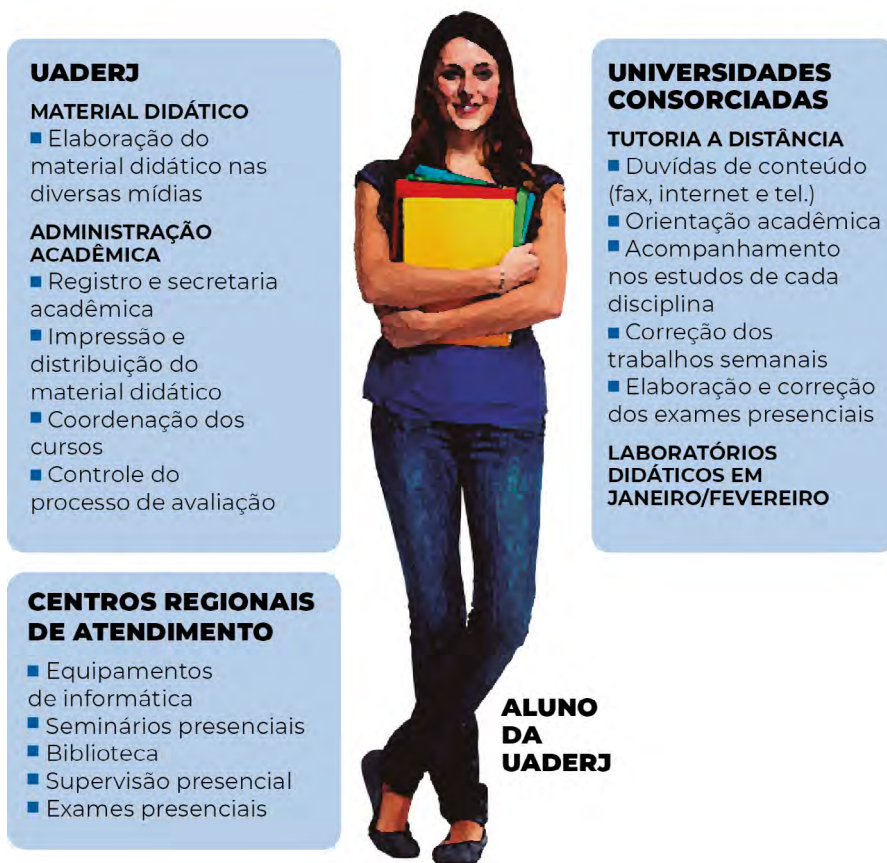 UADERJ
MATERIAL DIDÁTICO
■ Elaboração do
material didático nas
diversas mídias
ADMINISTRAÇÃO
ACADÊMICA
■ Registro e secretaria
acadêmica
■ Impressão e
distribuição do
material didático
■ Coordenação dos
cursos
■ Controle do
processo de avaliação
CENTROS REGIONAIS
DE ATENDIMENTO
■ Equipamentos
de informática
■ Seminários presenciais
■ Biblioteca
■ Supervisão presencial
■ Exames presenciais
ALUNO
DA
UADERJ
UNIVERSIDADES
CONSORCIADAS
TUTORIA A DISTÂNCIA
■ Duvídas de conteúdo
(fax, internet e tel.)
■ Orientação acadêmica
■ Acompanhamento
nos estudos de cada
disciplina
■ Correção dos
trabalhos semanais
■ Elaboração e correção
dos exames presenciais
LABORATÓRIOS
DIDÁTICOS EM
JANEIRO/FEVEREIRO